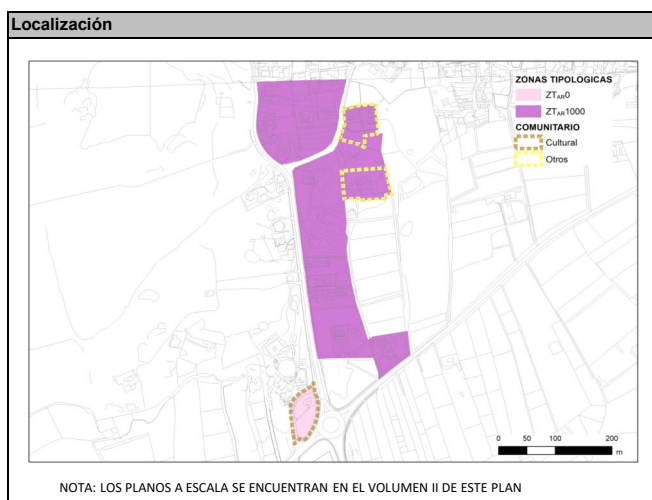 Localización
ZONAS TIPOLOGICAS
ZTAR0
ZTAR1000
COMUNITARIO
Cultural
Otros
0 50 100 200
m
NOTA: LOS PLANOS A ESCALA SE ENCUENTRAN EN EL VOLUMEN II DE ESTE PLAN